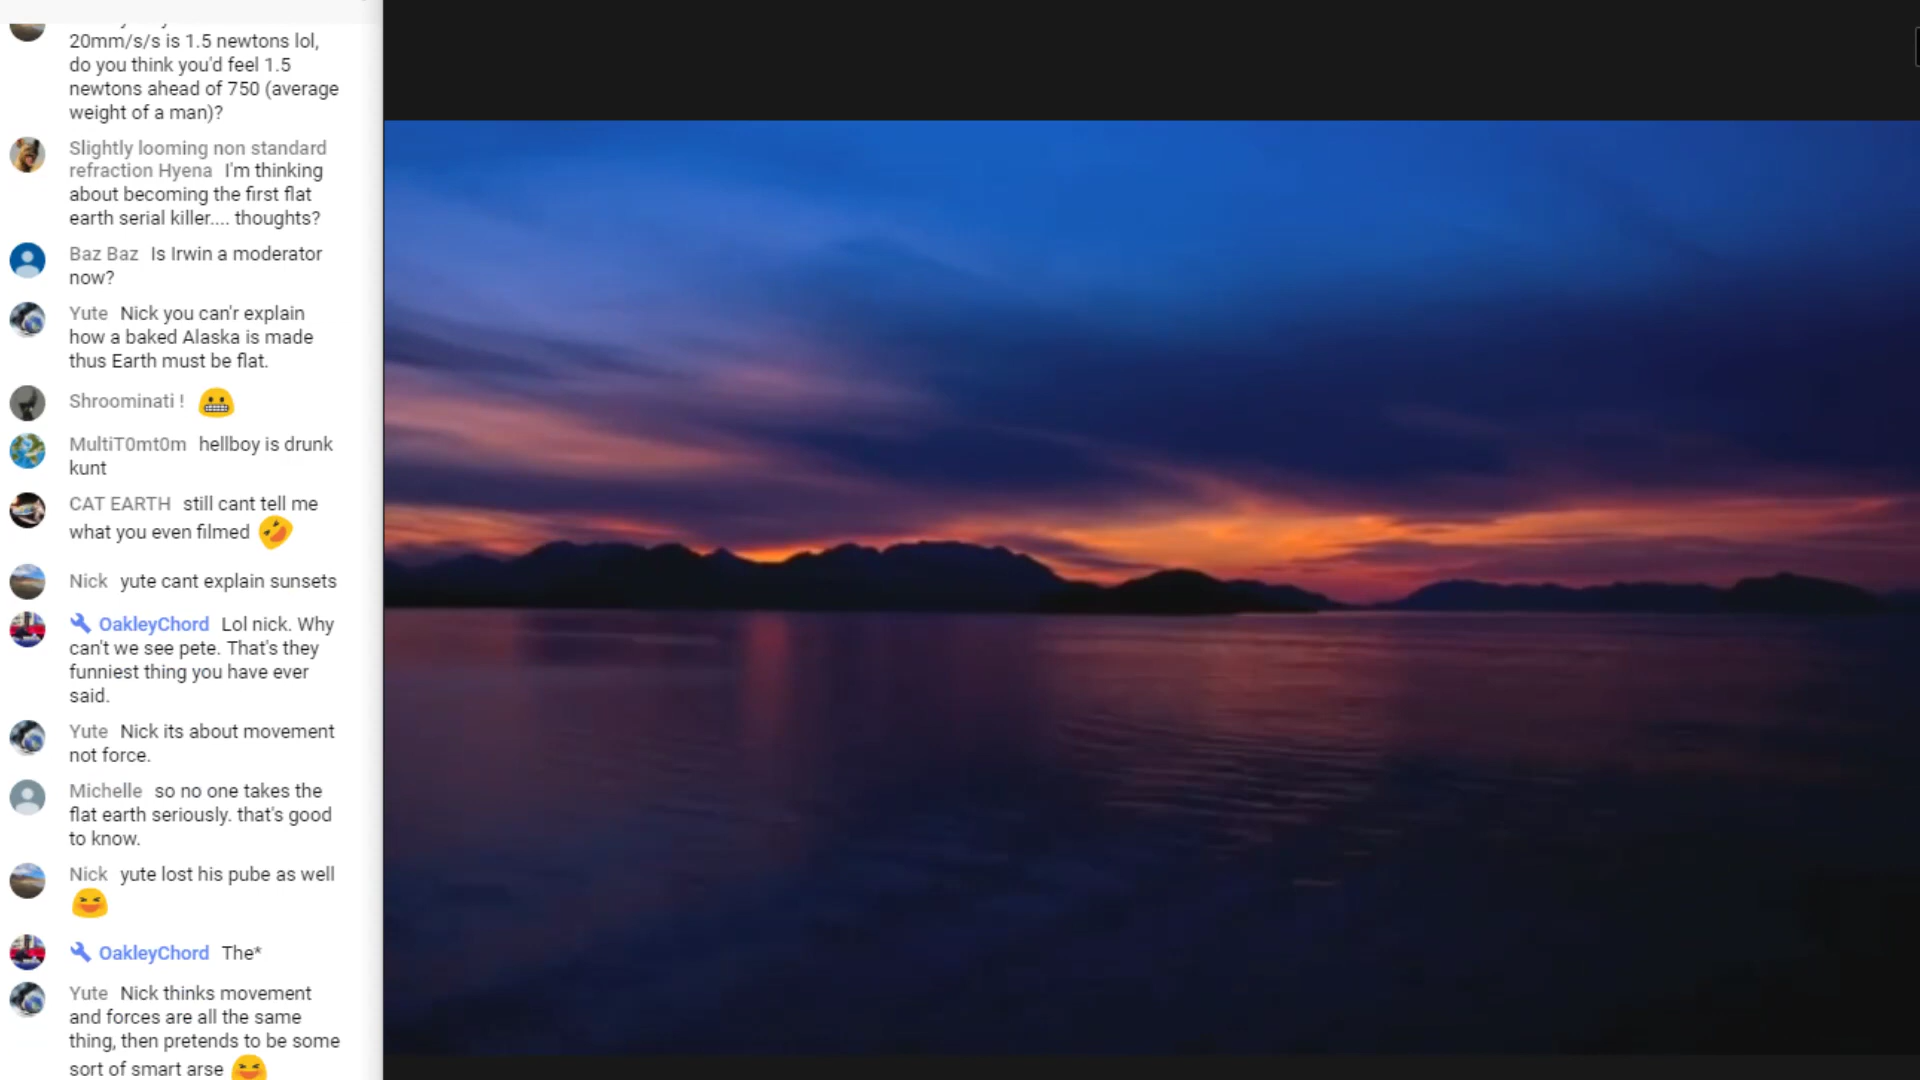 20mm/s/s is 1.5 newtons lol,
do you think you'd feel 1.5
newtons ahead of 750 (average
weight of a man)?
Slightly looming non standard
refraction Hyena I'm thinking
about becoming the first flat
earth serial killer.... thoughts?
Baz Baz Is Irwin a moderator
now?
Yute Nick you can'r explain
how a baked Alaska is made
thus Earth must be flat.
Shroominati !
MultiT0mt0m hellboy is drunk
kunt
CAT EARTH still cant tell me
what you even filmed
Nick yute cant explain sunsets
OakleyChord Lol nick. Why
can't we see pete. That's they
funniest thing you have ever
said.
Yute Nick its about movement
not force.
Michelle so no one takes the
flat earth seriously. that's good
to know.
Nick yute lost his pube as well
OakleyChord The*
Yute Nick thinks movement
and forces are all the same
thing, then pretends to be some
sort of smart arse